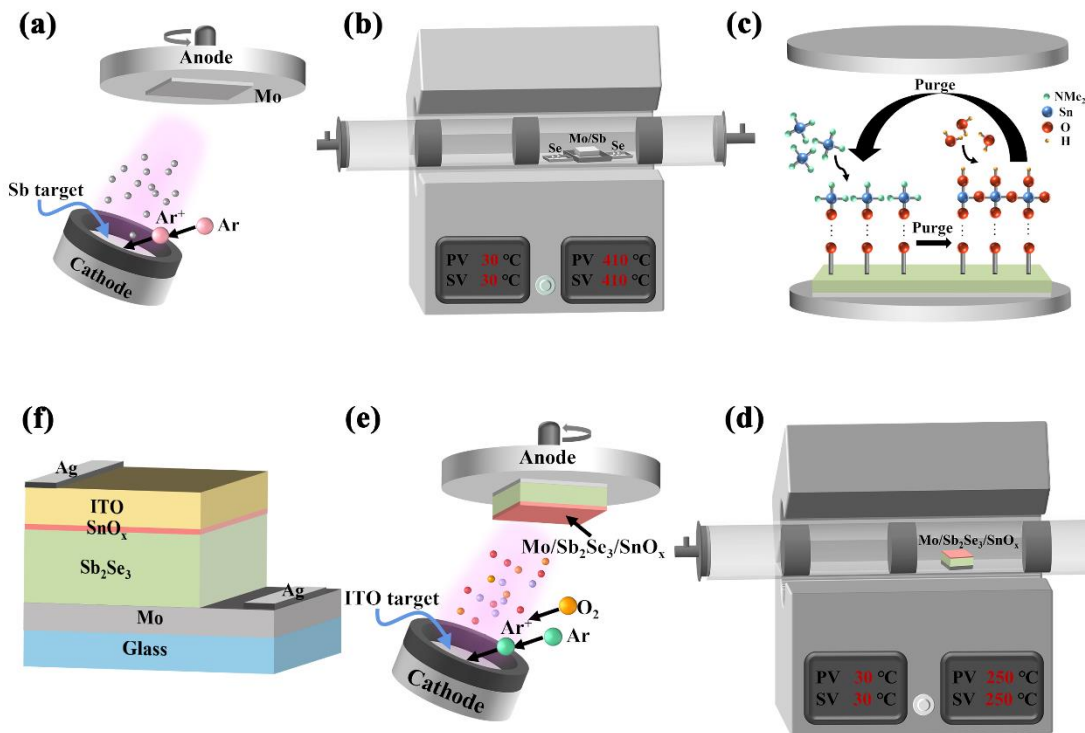 (a)
Anode
Mo
Sb target
Ar⁺
Ar
Cathode
(b)
Mo/Sb
Se
Se
PV 30 °C
SV 30 °C
PV 410 °C
SV 410 °C
(c)
Purge
NMe₂
Sn
O
H
Purge
(f)
Ag
ITO
SnOₓ
Sb₂Se₃
Ag
Mo
Glass
(e)
Anode
Mo/Sb₂Se₃/SnOₓ
ITO target
O₂
Ar⁺
Ar
Cathode
(d)
Mo/Sb₂Se₃/SnOₓ
PV 30 °C
SV 30 °C
PV 250 °C
SV 250 °C